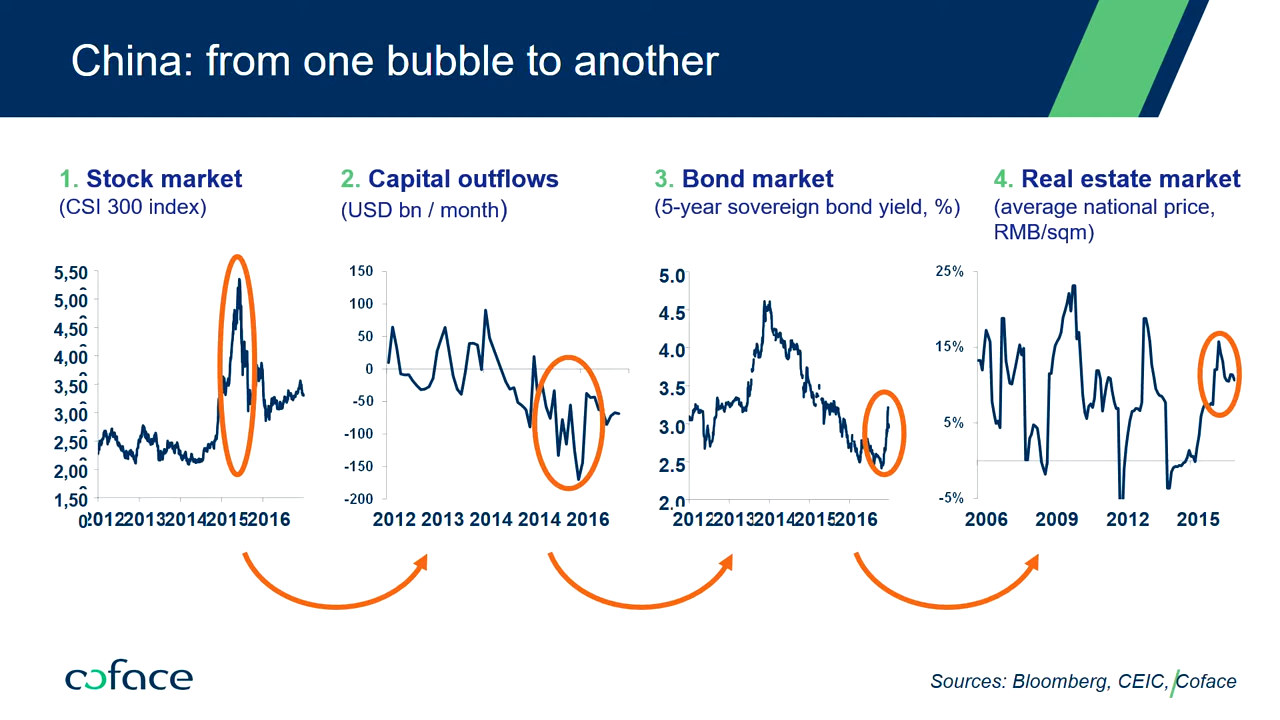 China: from one bubble to another
1. Stock market
(CSI 300 index)
2. Capital outflows
(USD bn / month)
3. Bond market
(5-year sovereign bond yield, %)
4. Real estate market
(average national price,
RMB/sqm)
5,50
5,00
4,50
4,00
3,50
3,00
2,50
2,00
1,50
0
2012 2013 2014 2015 2016
150
100
50
0
-50
-100
-150
-200
2012 2013 2014 2014 2016
5.0
4.5
4.0
3.5
3.0
2.5
2.0
2012 2013 2014 2015 2016
25%
15%
5%
-5%
2006 2009 2012 2015
coface
Sources: Bloomberg, CEIC, Coface